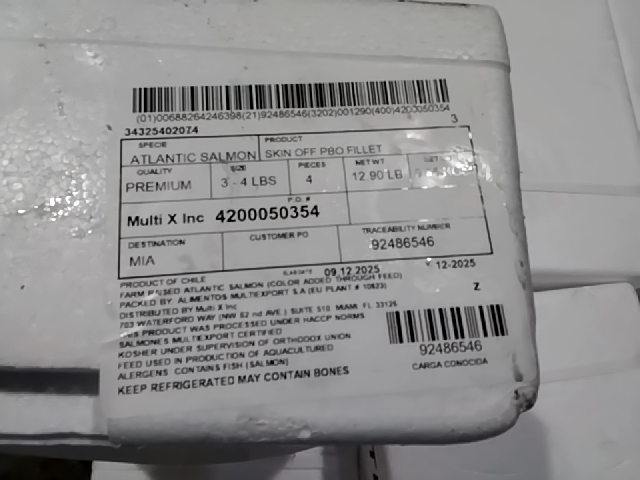 (01)00688264246398(21)92486546(3202)001290(400)4200050354
34325402074
3
SPECIE
PRODUCT
ATLANTIC SALMON
SKIN OFF PBO FILLET
QUALITY
SIZE
PIECES
NET WT
PREMIUM
3 - 4 LBS
4
12.90 LB
P.O. #
Multi X Inc 4200050354
DESTINATION
CUSTOMER PO
TRACEABILITY NUMBER
MIA
92486546
PRODUCT OF CHILE
09.12.2025
12-2025
FARM RAISED ATLANTIC SALMON (COLOR ADDED THROUGH FEED)
PACKED BY: ALIMENTOS MULTIEXPORT S.A (EU PLANT # 10823)
Z
DISTRIBUTED BY Multi X Inc
703 WATERFORD WAY (NW 62 nd AVE.) SUITE 510 MIAMI, FL 33126
THIS PRODUCT WAS PROCESSED UNDER HACCP NORMS
SALMONES MULTIEXPORT CERTIFIED
KOSHER UNDER SUPERVISION OF ORTHODOX UNION
FEED USED IN PRODUCTION OF AQUACULTURED
ALERGENS CONTAINS FISH (SALMON)
KEEP REFRIGERATED MAY CONTAIN BONES
92486546
CARGA CONOCIDA